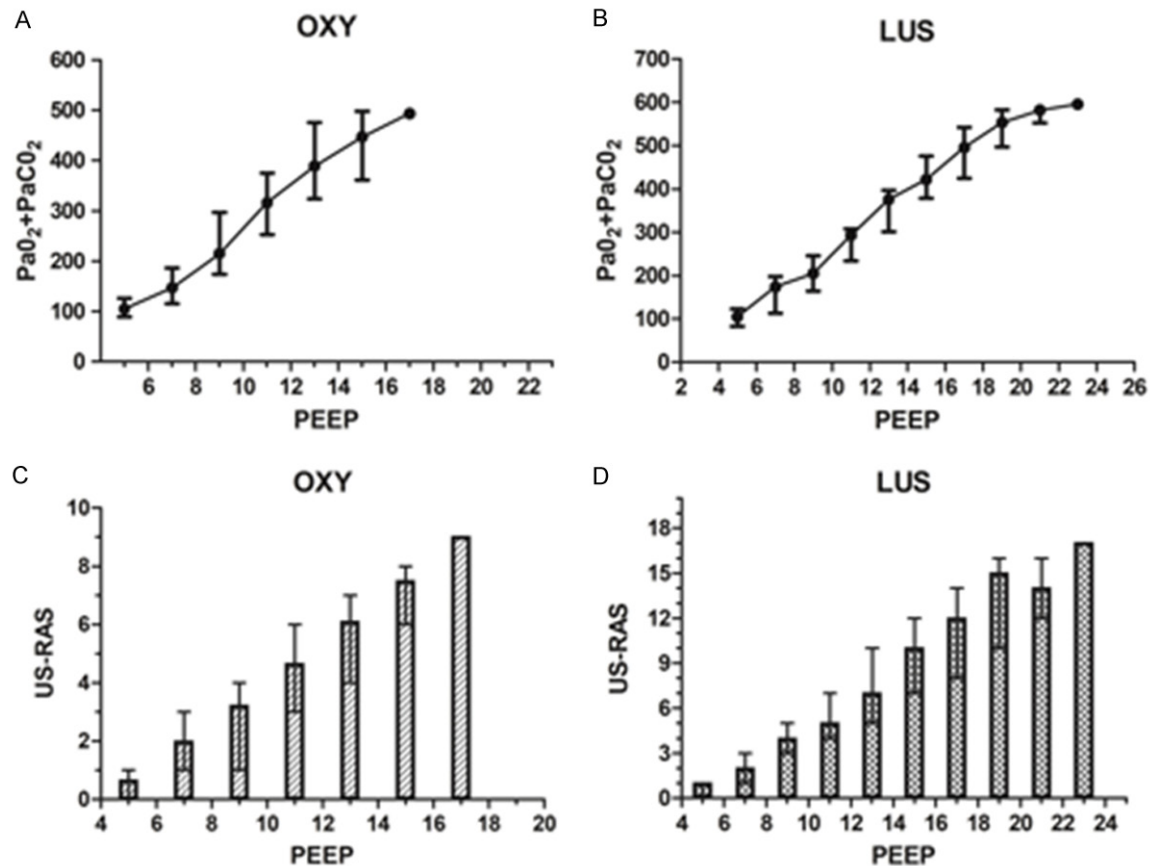 A
OXY
600
500
400
300
200
100
0
Pa0₂+PaC0₂
6 8 10 12 14 16 18 20 22
PEEP
B
LUS
700
600
500
400
300
200
100
0
Pa0₂+PaC0₂
2 4 6 8 10 12 14 16 18 20 22 24 26
PEEP
C
OXY
10
8
6
4
2
0
US-RAS
4 6 8 10 12 14 16 18 20
PEEP
D
LUS
18
15
12
9
6
3
0
US-RAS
4 6 8 10 12 14 16 18 20 22 24
PEEP